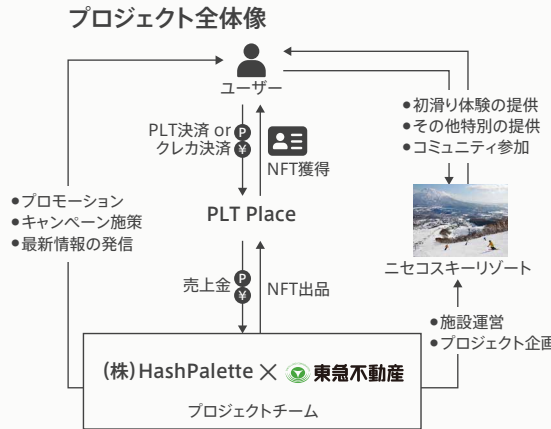 プロジェクト全体像
ユーザー
PLT決済 or P
クレカ決済 ¥
NFT獲得
●初滑り体験の提供
●その他特別の提供
●コミュニティ参加
●プロモーション
●キャンペーン施策
●最新情報の発信
PLT Place
ニセコスキーリゾート
売上金 P ¥
NFT出品
●施設運営
●プロジェクト企画
(株)HashPalette × 東急不動産
プロジェクトチーム